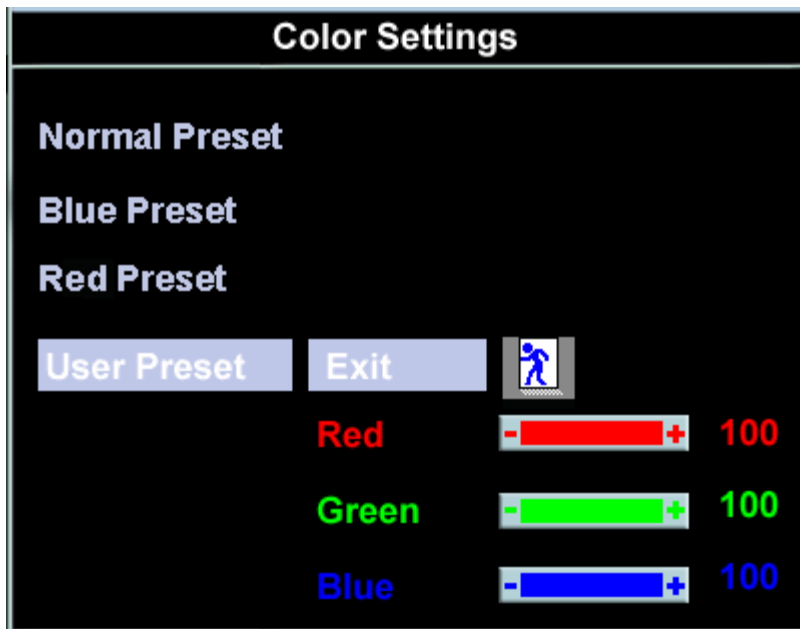 Color Settings
Normal Preset
Blue Preset
Red Preset
User Preset Exit
Red - + 100
Green - + 100
Blue - + 100